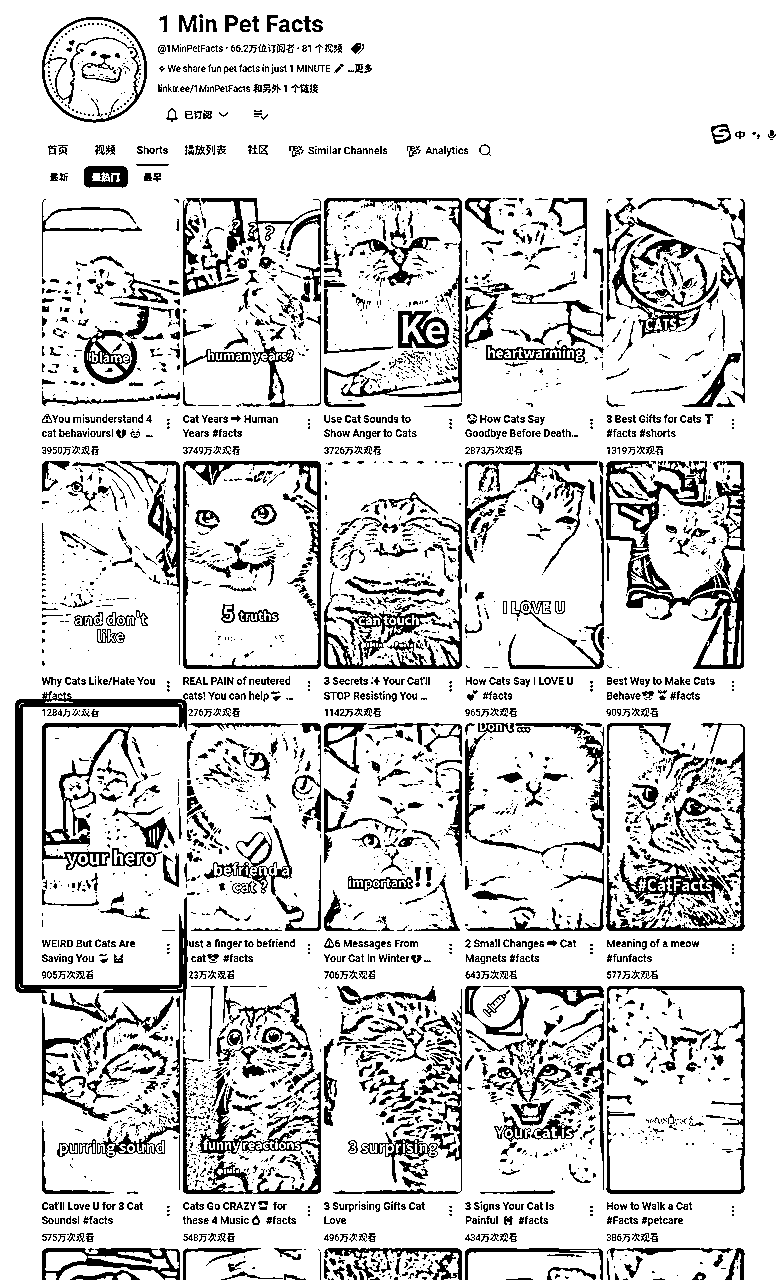 1 Min Pet Facts
@1MinPetFacts · 66.2万位订阅者 · 81 个视频
We share fun pet facts in just 1 MINUTE ...更多
linktr.ee/1MinPetFacts 和另外 1 个链接
已订阅
中
首页 视频 Shorts 播放列表 社区 Similar Channels Analytics
最新 最热门 最早
blame
human years?
Ke
heartwarming
CATS
⚠You misunderstand 4 cat behaviours! ...
3950万次观看
Cat Years ➡ Human Years #facts
3749万次观看
Use Cat Sounds to Show Anger to Cats
3726万次观看
How Cats Say Goodbye Before Death...
2873万次观看
3 Best Gifts for Cats #facts #shorts
1319万次观看
and don't like
5 truths
can touch
I LOVE U
Why Cats Like/Hate You #facts
1284万次观看
REAL PAIN of neutered cats! You can help ...
276万次观看
3 Secrets Your Cat'll STOP Resisting You ...
1142万次观看
How Cats Say I LOVE U #facts
965万次观看
Best Way to Make Cats Behave #facts
909万次观看
your hero
befriend a cat ?
important!!
Don't ...
#CatFacts
WEIRD But Cats Are Saving You
905万次观看
ust a finger to befriend cat #facts
23万次观看
⚠6 Messages From Your Cat In Winter ...
706万次观看
2 Small Changes ➡ Cat Magnets #facts
643万次观看
Meaning of a meow #funfacts
577万次观看
purring sound
funny reactions
3 surprising
Your cat is
Cat'll Love U for 3 Cat Sounds! #facts
575万次观看
Cats Go CRAZY for these 4 Music #facts
548万次观看
3 Surprising Gifts Cat Love
496万次观看
3 Signs Your Cat Is Painful #facts
434万次观看
How to Walk a Cat #Facts #petcare
386万次观看